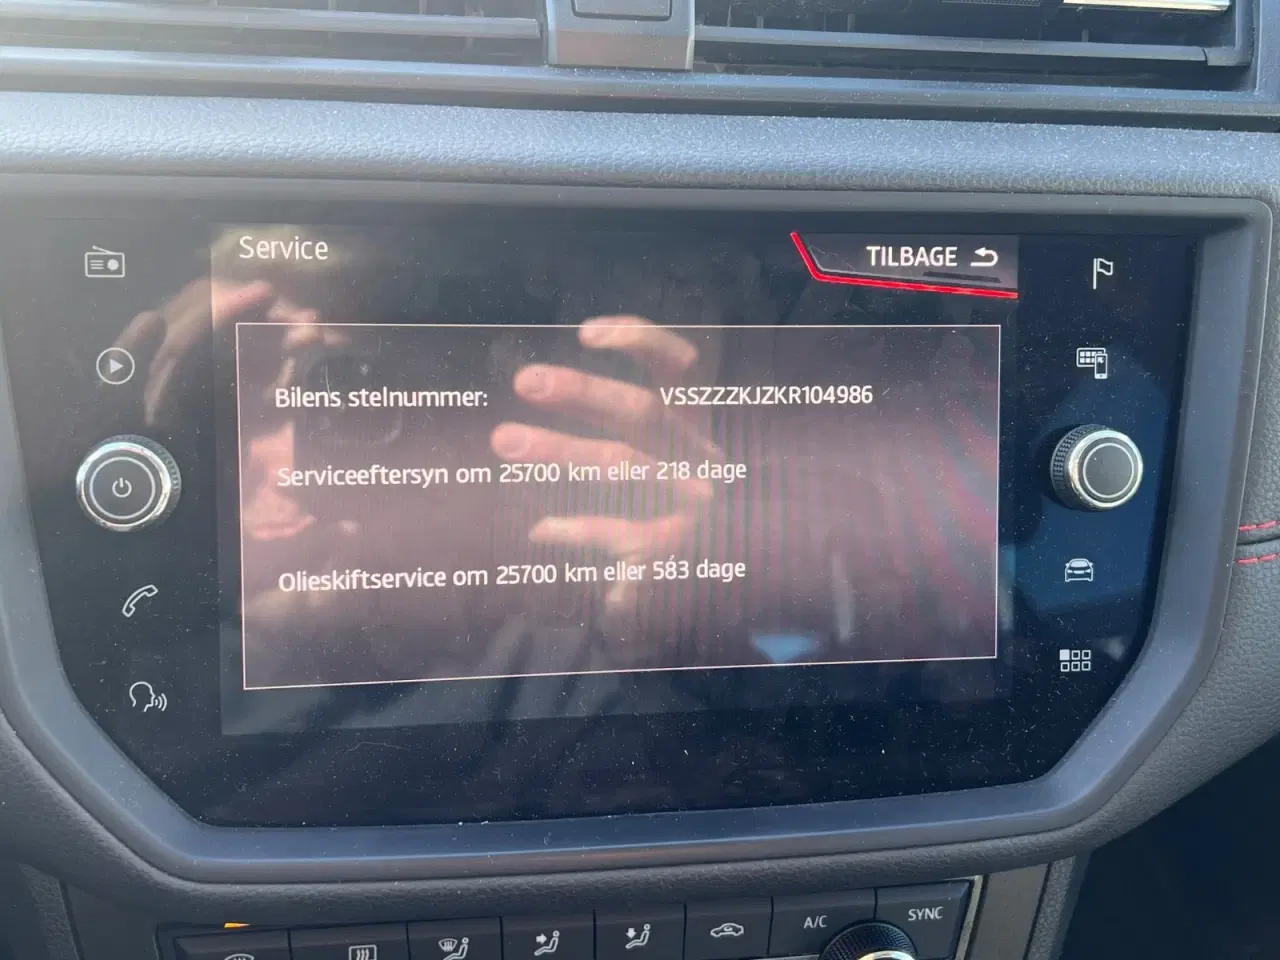 Service
TILBAGE
Bilens stelnummer: VSSZZZKJZKR104986
Serviceeftersyn om 25700 km eller 218 dage
Olieskiftservice om 25700 km eller 583 dage
A/C
SYNC